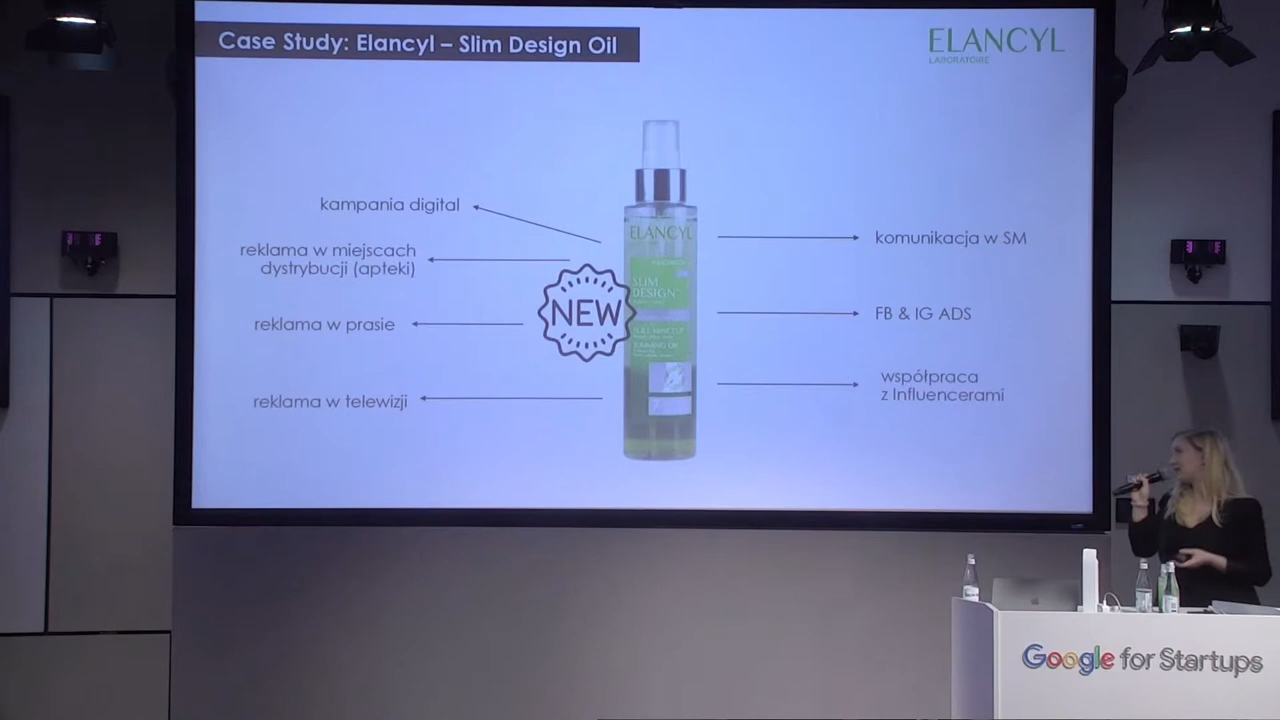 Case Study: Elancyl – Slim Design Oil
ELANCYL
LABORATOIRE
kampania digital
reklama w miejscach
dystrybucji (apteki)
reklama w prasie
reklama w telewizji
NEW
ELANCYL
SLIM
DESIGN
komunikacja w SM
FB & IG ADS
współpraca
z Influencerami
Google for Startups